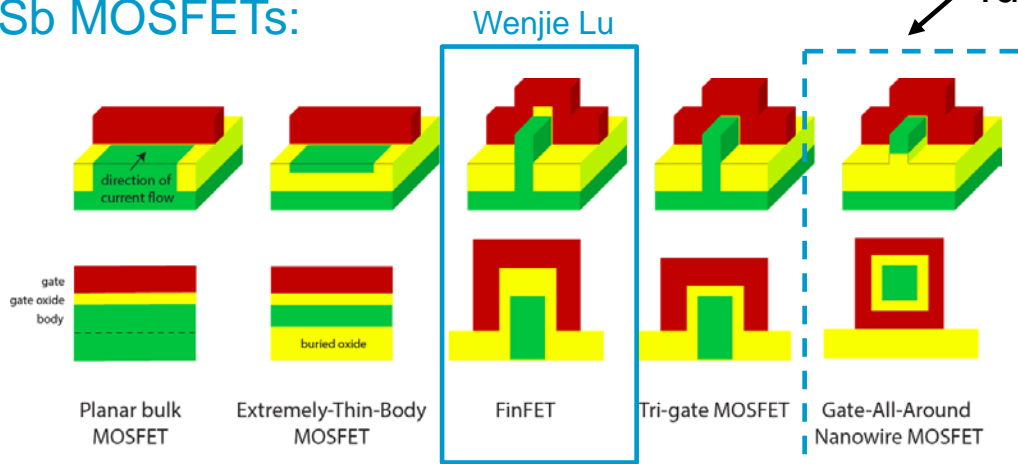 Sb MOSFETs:
Wenjie Lu
direction of
current flow
gate
gate oxide
body
buried oxide
Planar bulk
MOSFET
Extremely-Thin-Body
MOSFET
FinFET
Tri-gate MOSFET
Gate-All-Around
Nanowire MOSFET